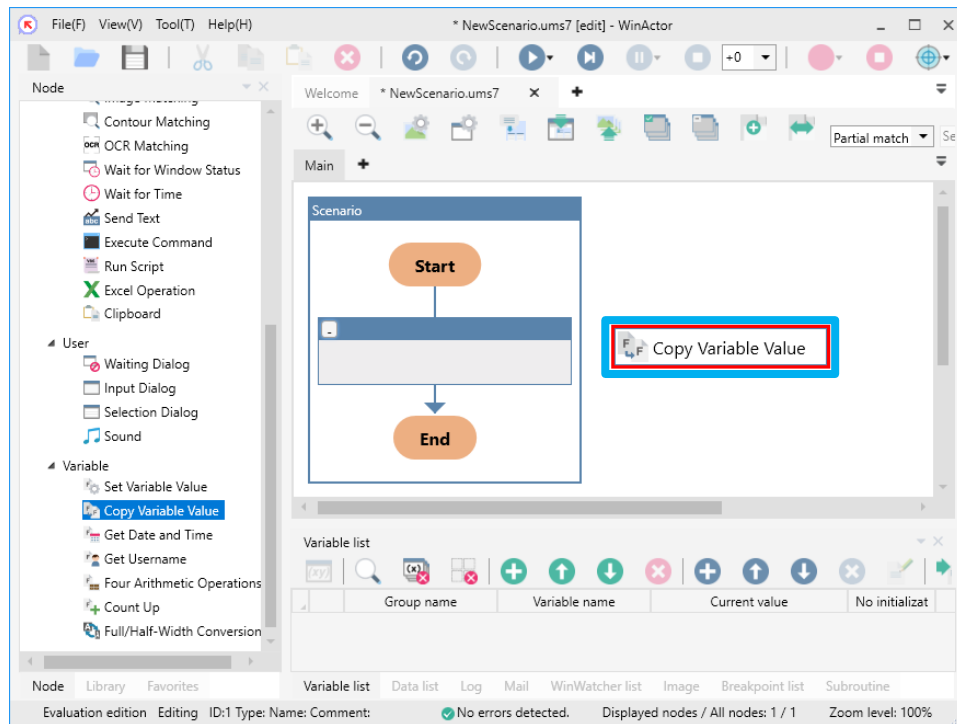 File(F) View(V) Tool(T) Help(H)
* NewScenario.ums7 [edit] - WinActor
+0
Node
Contour Matching
OCR OCR Matching
Wait for Window Status
Wait for Time
abc Send Text
Execute Command
Run Script
Excel Operation
Clipboard
User
Waiting Dialog
Input Dialog
Selection Dialog
Sound
Variable
Set Variable Value
Copy Variable Value
Get Date and Time
Get Username
Four Arithmetic Operations
Count Up
Full/Half-Width Conversion
Node Library Favorites
Welcome * NewScenario.ums7
Partial match
Main
Scenario
Start
End
F F Copy Variable Value
Variable list
Group name Variable name Current value No initializat
Variable list Data list Log Mail WinWatcher list Image Breakpoint list Subroutine
Evaluation edition Editing ID:1 Type: Name: Comment: No errors detected. Displayed nodes / All nodes: 1 / 1 Zoom level: 100%